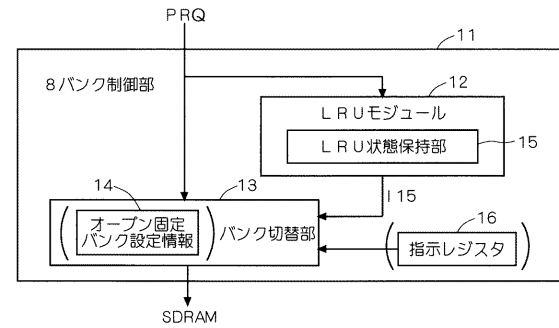 PRQ
11
8バンク制御部
12
LRUモジュール
LRU状態保持部
15
14
13
I15
オープン固定
バンク設定情報
バンク切替部
16
指示レジスタ
SDRAM